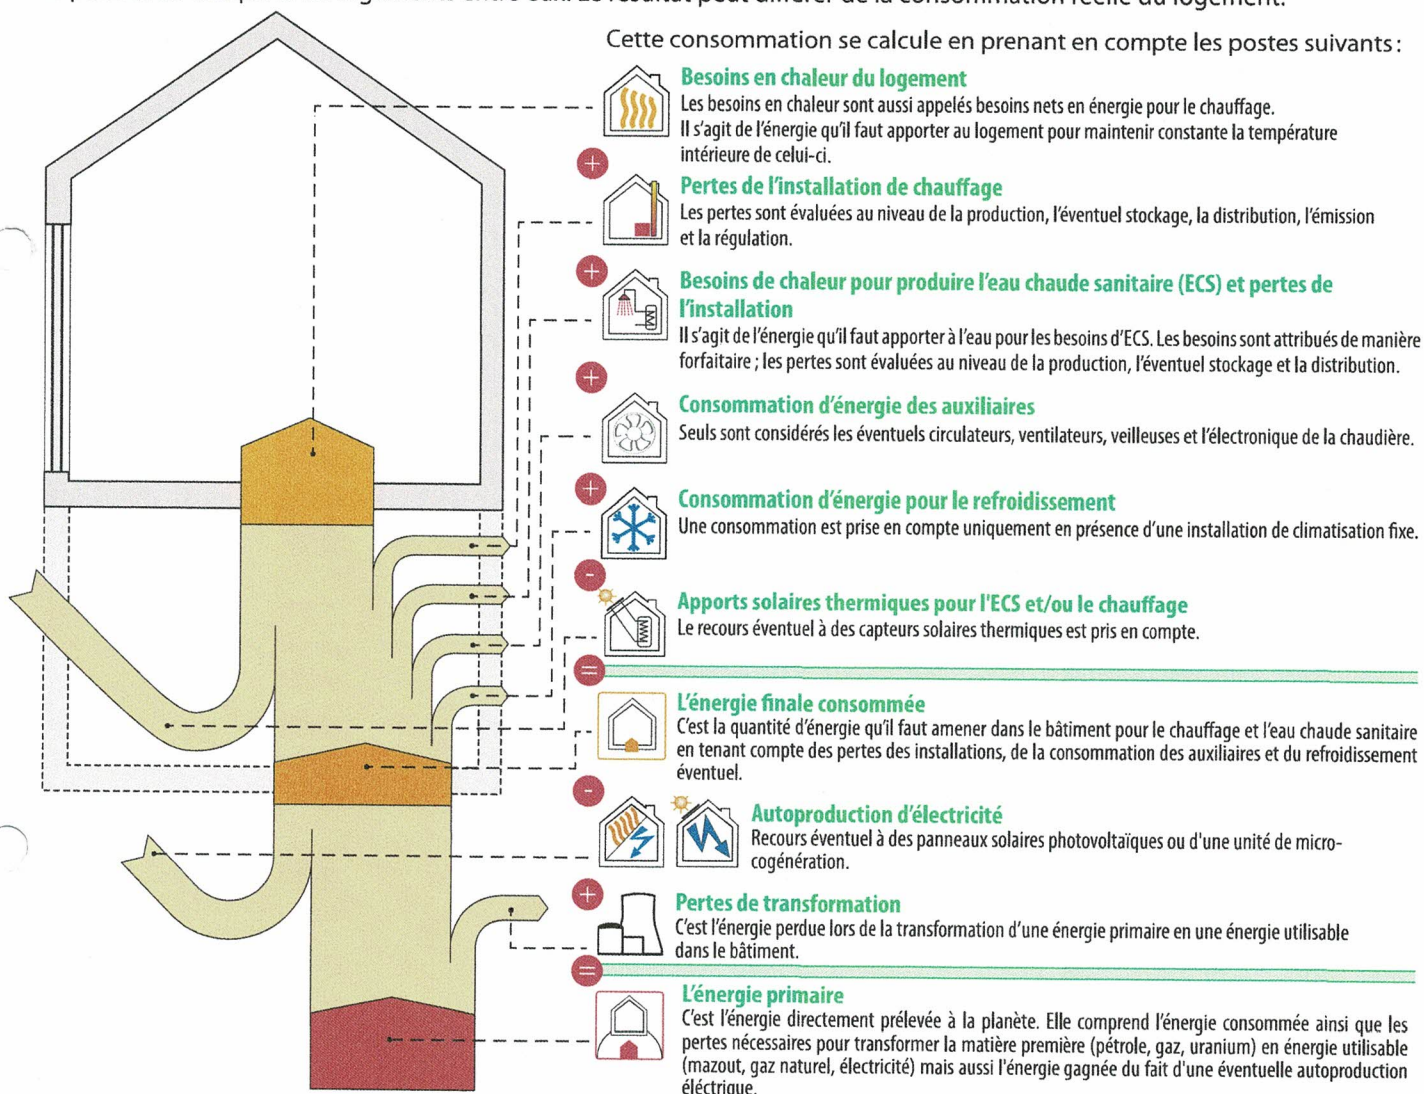 Cette consommation se calcule en prenant en compte les postes suivants :
Besoins en chaleur du logement
Les besoins en chaleur sont aussi appelés besoins nets en énergie pour le chauffage.
Il s'agit de l'énergie qu'il faut apporter au logement pour maintenir constante la température
intérieure de celui-ci.
+
Pertes de l'installation de chauffage
Les pertes sont évaluées au niveau de la production, l'éventuel stockage, la distribution, l'émission
et la régulation.
+
Besoins de chaleur pour produire l'eau chaude sanitaire (ECS) et pertes de
l'installation
Il s'agit de l'énergie qu'il faut apporter à l'eau pour les besoins d'ECS. Les besoins sont attribués de manière
forfaitaire ; les pertes sont évaluées au niveau de la production, l'éventuel stockage et la distribution.
+
Consommation d'énergie des auxiliaires
Seuls sont considérés les éventuels circulateurs, ventilateurs, veilleuses et l'électronique de la chaudière.
+
Consommation d'énergie pour le refroidissement
Une consommation est prise en compte uniquement en présence d'une installation de climatisation fixe.
-
Apports solaires thermiques pour l'ECS et/ou le chauffage
Le recours éventuel à des capteurs solaires thermiques est pris en compte.
=
L'énergie finale consommée
C'est la quantité d'énergie qu'il faut amener dans le bâtiment pour le chauffage et l'eau chaude sanitaire
en tenant compte des pertes des installations, de la consommation des auxiliaires et du refroidissement
éventuel.
-
Autoproduction d'électricité
Recours éventuel à des panneaux solaires photovoltaïques ou d'une unité de micro-
cogénération.
+
Pertes de transformation
C'est l'énergie perdue lors de la transformation d'une énergie primaire en une énergie utilisable
dans le bâtiment.
=
L'énergie primaire
C'est l'énergie directement prélevée à la planète. Elle comprend l'énergie consommée ainsi que les
pertes nécessaires pour transformer la matière première (pétrole, gaz, uranium) en énergie utilisable
(mazout, gaz naturel, électricité) mais aussi l'énergie gagnée du fait d'une éventuelle autoproduction
éléctrique.